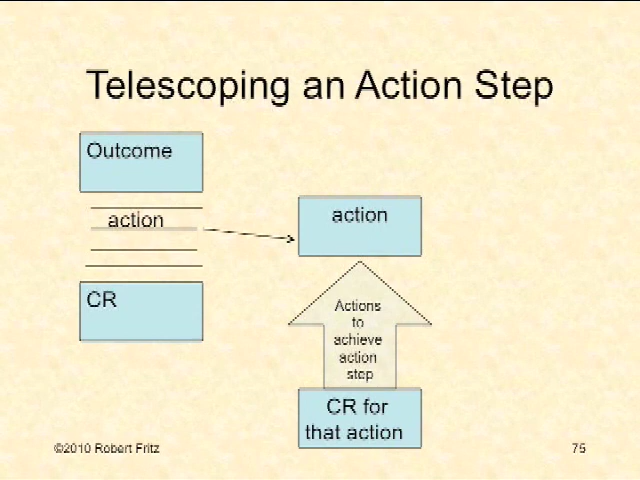 Telescoping an Action Step
Outcome
action
CR
action
Actions
to
achieve
action
step
CR for
that action
©2010 Robert Fritz
75